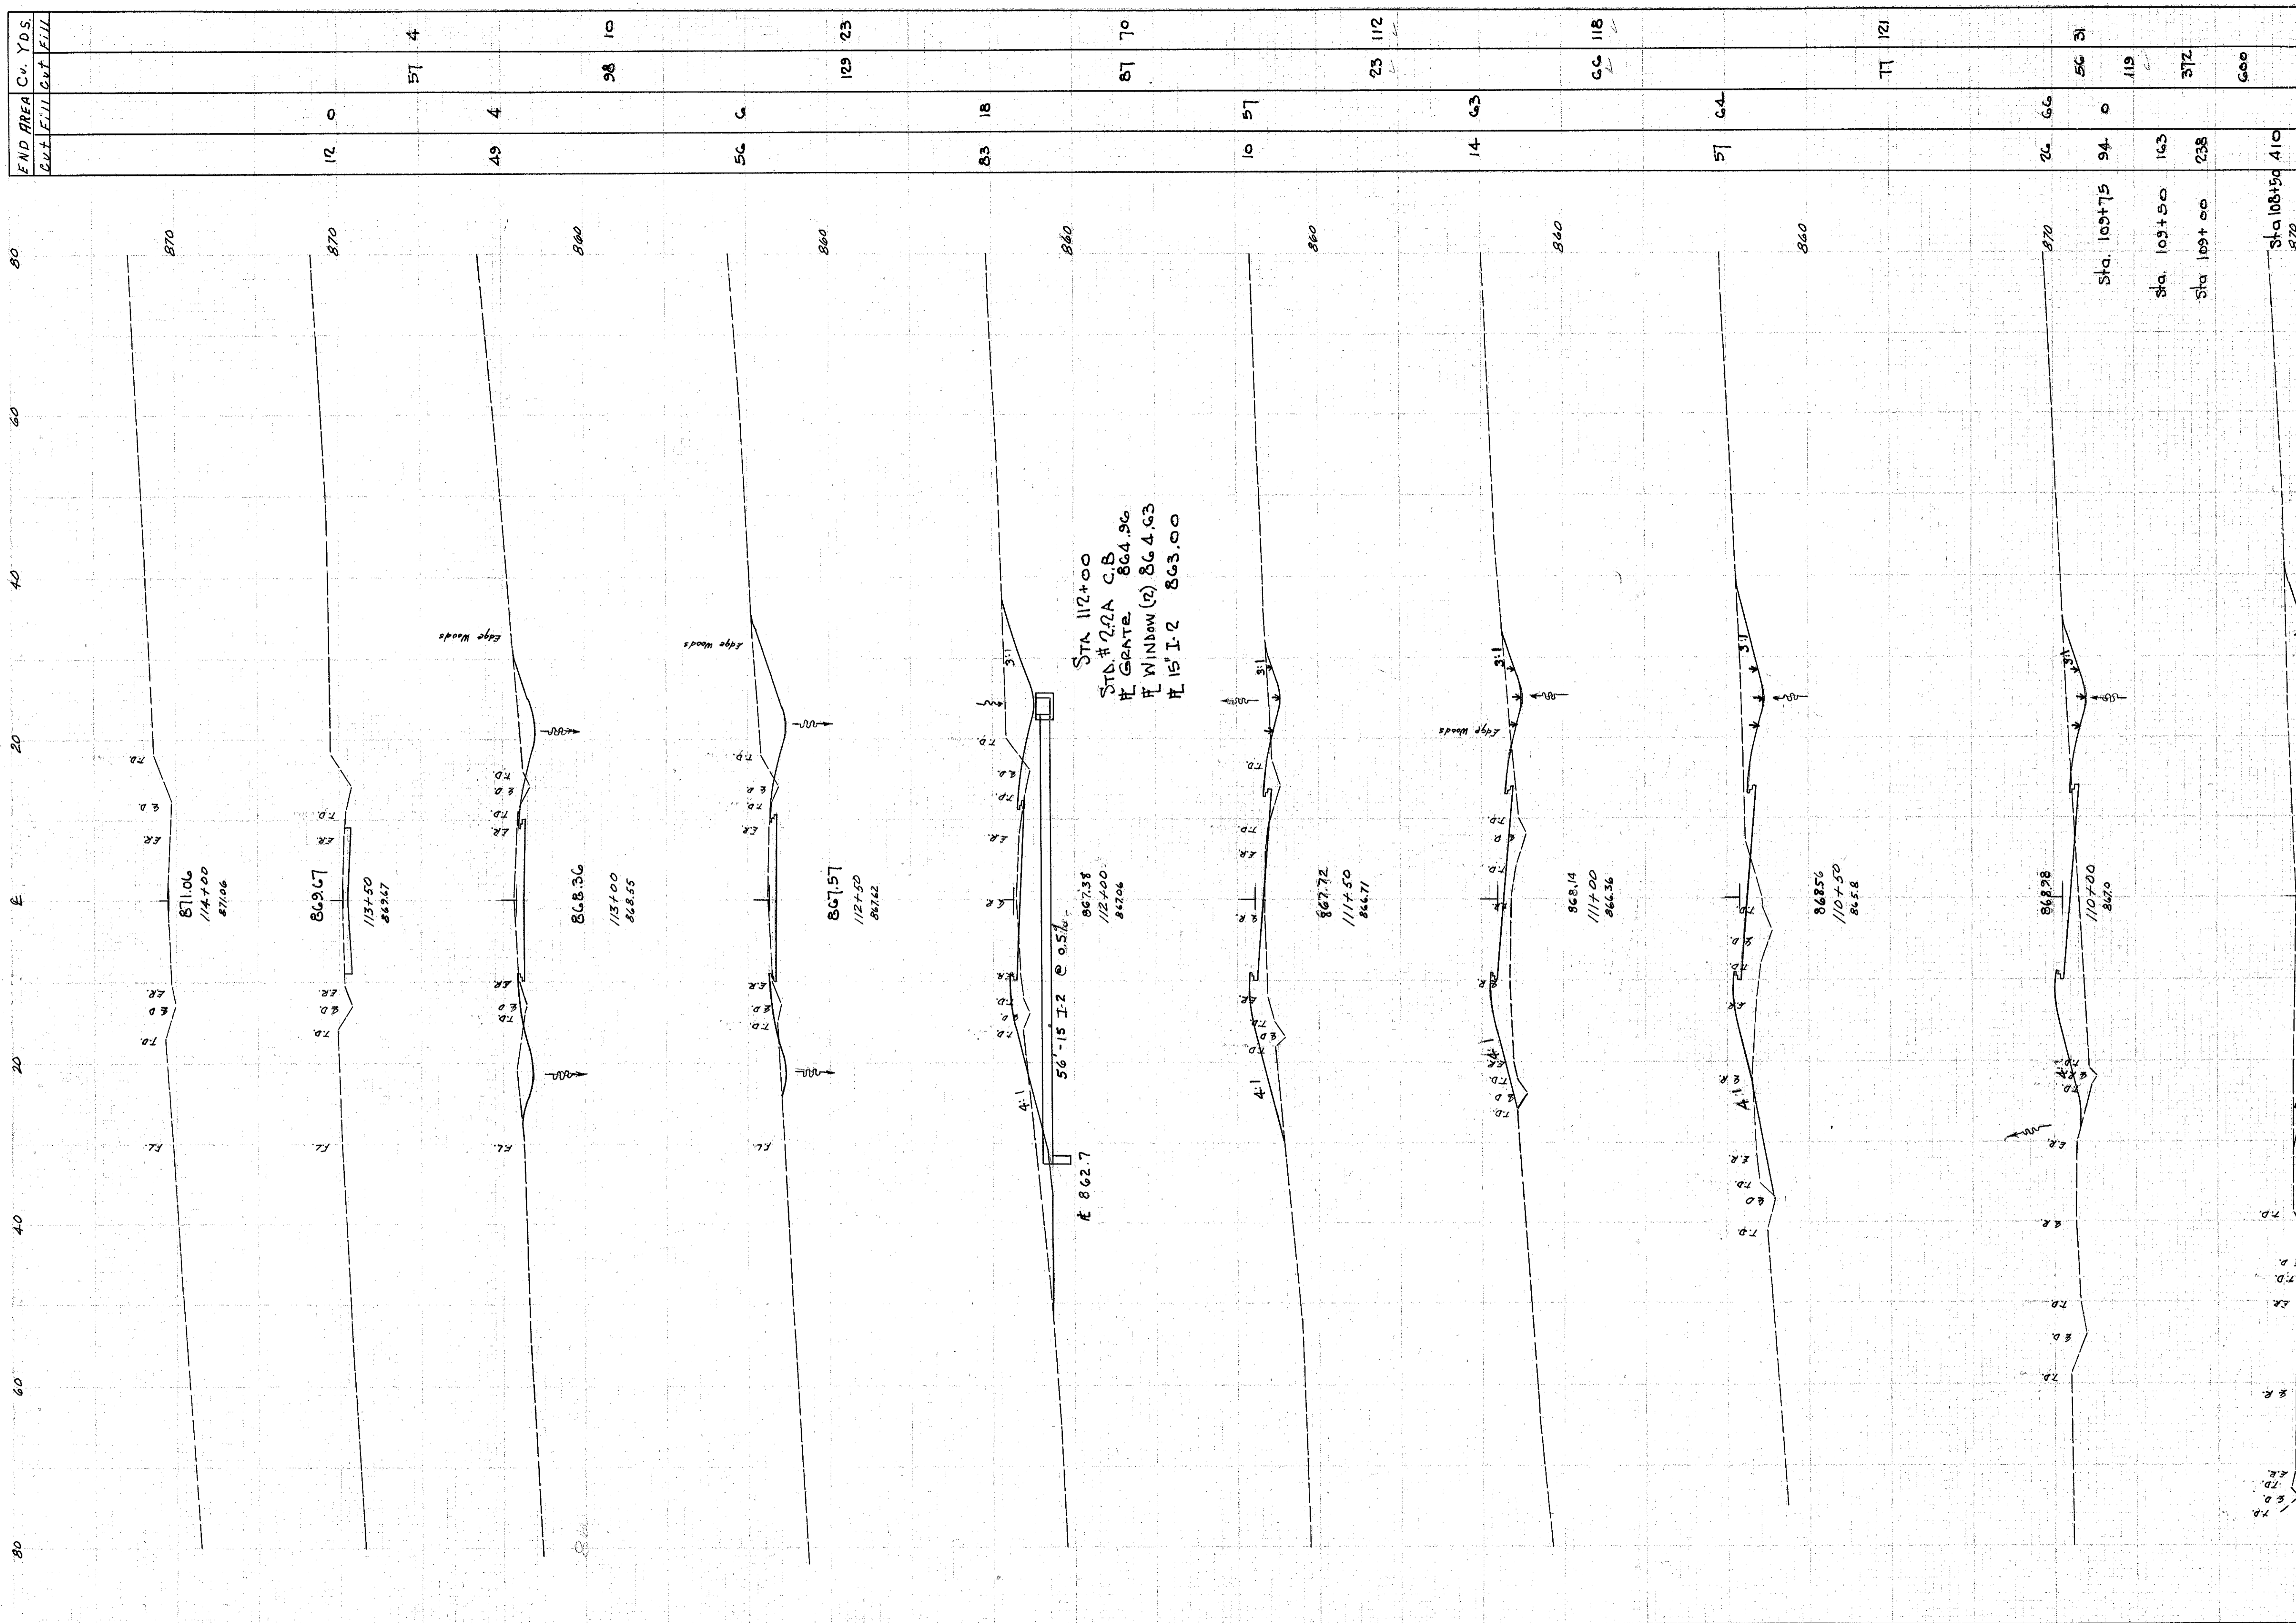 END AREA Cu. YDS.
Cut Fill Cut Fill
57 4
12 0
98 10
49 4
129 23
56 6
87 70
83 18
23 112
10 57
66 118
14 63
77 121
57 64
56 31
26 66
Sta. 109+75 94 0
119
Sta. 109+50 163
372
Sta 109+00 238
600
Sta 108+50 410
80 60 40 20 ℄ 20 40 60 80
870
T.D.
℄ D.
E.R.
871.06
114+00
871.06
E.R.
℄ D
T.D.
F.L.
870
T.D.
E.R.
869.67
113+50
869.67
E.R.
℄ D.
T.D.
F.L.
860
Edge Woods
T.D.
℄ D.
T.D.
E.R.
868.36
113+00
868.55
E.R.
℄ D
T.D.
F.L.
860
Edge Woods
T.D.
℄ D.
T.D.
E.R.
867.57
112+50
867.62
E.R.
℄ D.
T.D.
F.L.
860
3:1
STA 112+00
STD. # 2-2A C.B
℄ GRATE 864.96
℄ WINDOW (2) 864.63
℄ 15" I-2 863.00
T.D.
℄ D.
T.D.
E.R.
℄ R
867.38
112+00
867.06
56'-15 I-2 @ 0.5%
E.R.
T.D.
℄ D.
T.D.
4:1
℄ 862.7
860
3:1
T.D.
T.D.
E.R.
℄ R
867.72
111+50
866.71
E.R.
T.D.
℄ D
T.D.
4:1
860
3:1
Edge Woods
T.D.
℄ D
T.D.
868.14
111+00
866.36
4:1
T.D.
℄ D
T.D.
860
3:1
T.D.
℄ D
T.D.
868.56
110+50
865.8
E.R.
℄ R
4:1
E.R.
T.D.
℄ D
T.D.
870
3:1
868.98
110+00
867.0
T.D.
T.D.
E.R.
℄ R
T.D.
℄ D.
T.D.
870
T.D.
T.D.
E.R.
℄ R
E.R.
T.D.
℄ D.
T.D.